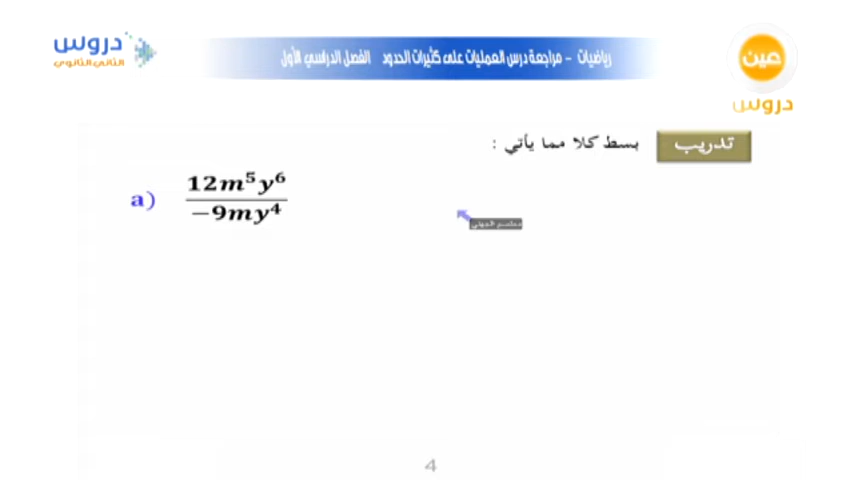 دروس
الثاني الثانوي
رياضيات - مراجعة درس العمليات على كثيرات الحدود الفصل الدراسي الأول
عين
دروس
تدريب بسط كلا مما يأتي :
a) 12m⁵y⁶
−9my⁴
4